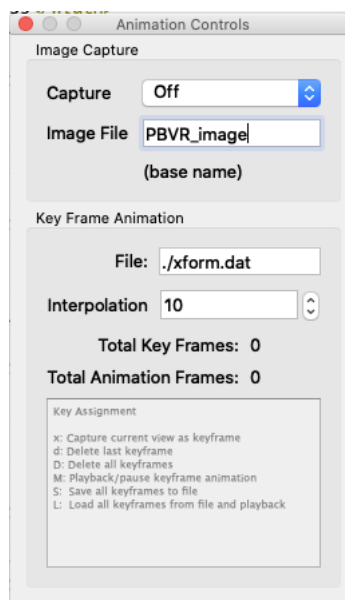 Animation Controls
Image Capture
Capture Off
Image File PBVR_image
(base name)
Key Frame Animation
File: ./xform.dat
Interpolation 10
Total Key Frames: 0
Total Animation Frames: 0
Key Assignment
x: Capture current view as keyframe
d: Delete last keyframe
D: Delete all keyframes
M: Playback/pause keyframe animation
S: Save all keyframes to file
L: Load all keyframes from file and playback